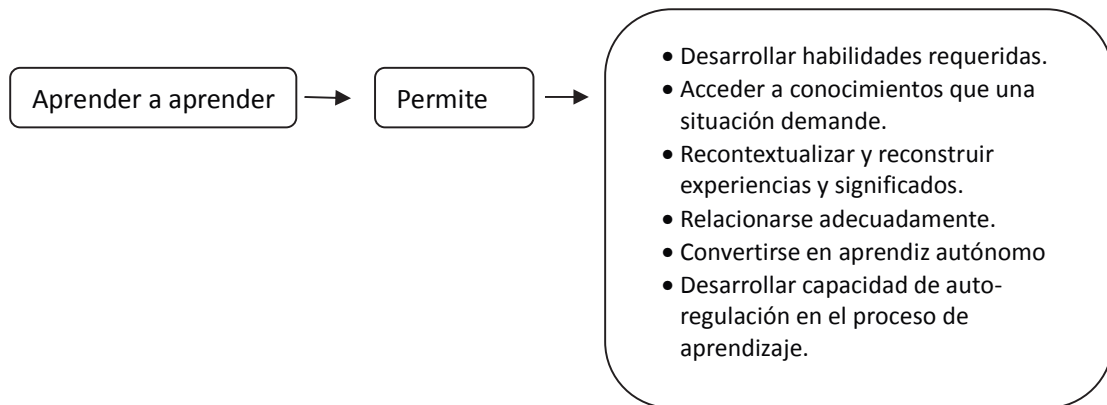 Aprender a aprender
Permite
• Desarrollar habilidades requeridas.
• Acceder a conocimientos que una
situación demande.
• Recontextualizar y reconstruir
experiencias y significados.
• Relacionarse adecuadamente.
• Convertirse en aprendiz autónomo
• Desarrollar capacidad de auto-
regulación en el proceso de
aprendizaje.